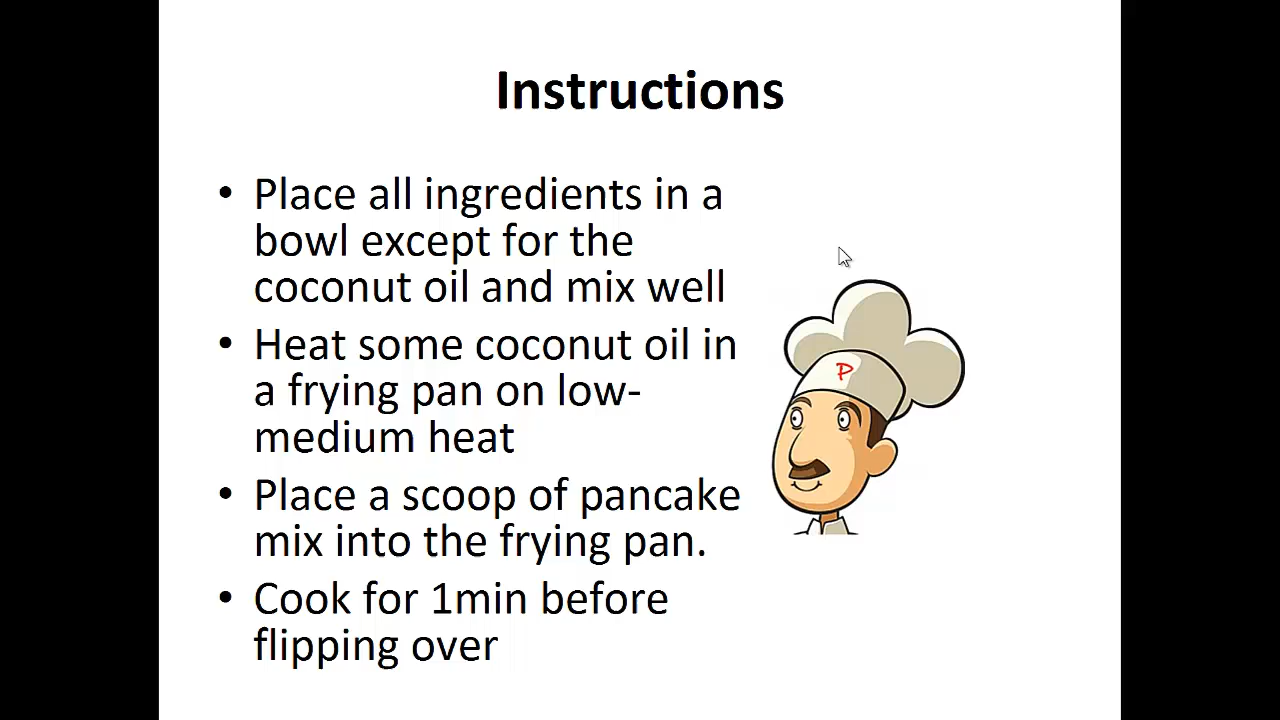 Instructions
• Place all ingredients in a
bowl except for the
coconut oil and mix well
• Heat some coconut oil in
a frying pan on low-
medium heat
• Place a scoop of pancake
mix into the frying pan.
• Cook for 1min before
flipping over
P